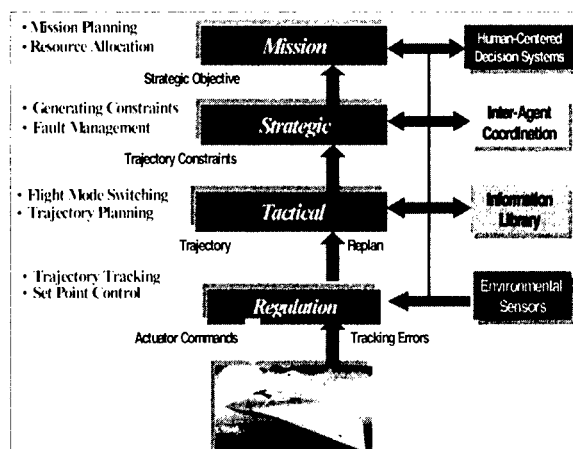 • Mission Planning
• Resource Allocation
Mission
Human-Centered
Decision Systems
Strategic Objective
• Generating Constraints
• Fault Management
Strategic
Inter-Agent
Coordination
Trajectory Constraints
• Flight Mode Switching
• Trajectory Planning
Tactical
Information
Library
Trajectory
Replan
• Trajectory Tracking
• Set Point Control
Regulation
Environmental
Sensors
Actuator Commands
Tracking Errors